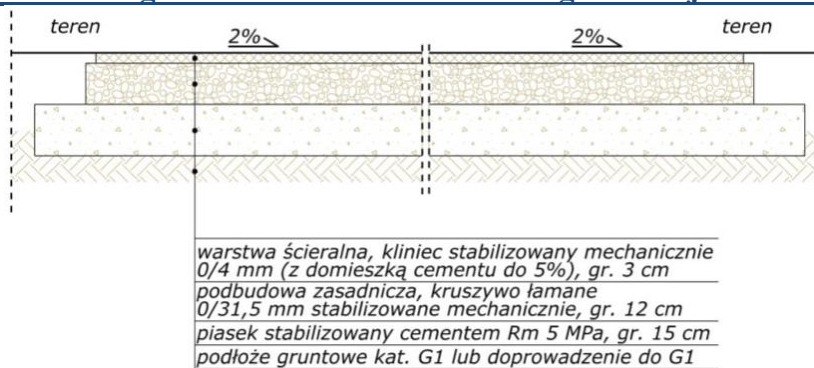 teren
teren
2%
2%
warstwa ścieralna, kliniec stabilizowany mechanicznie
0/4 mm (z domieszką cementu do 5%), gr. 3 cm
podbudowa zasadnicza, kruszywo łamane
0/31,5 mm stabilizowane mechanicznie, gr. 12 cm
piasek stabilizowany cementem Rm 5 MPa, gr. 15 cm
podłoże gruntowe kat. G1 lub doprowadzenie do G1